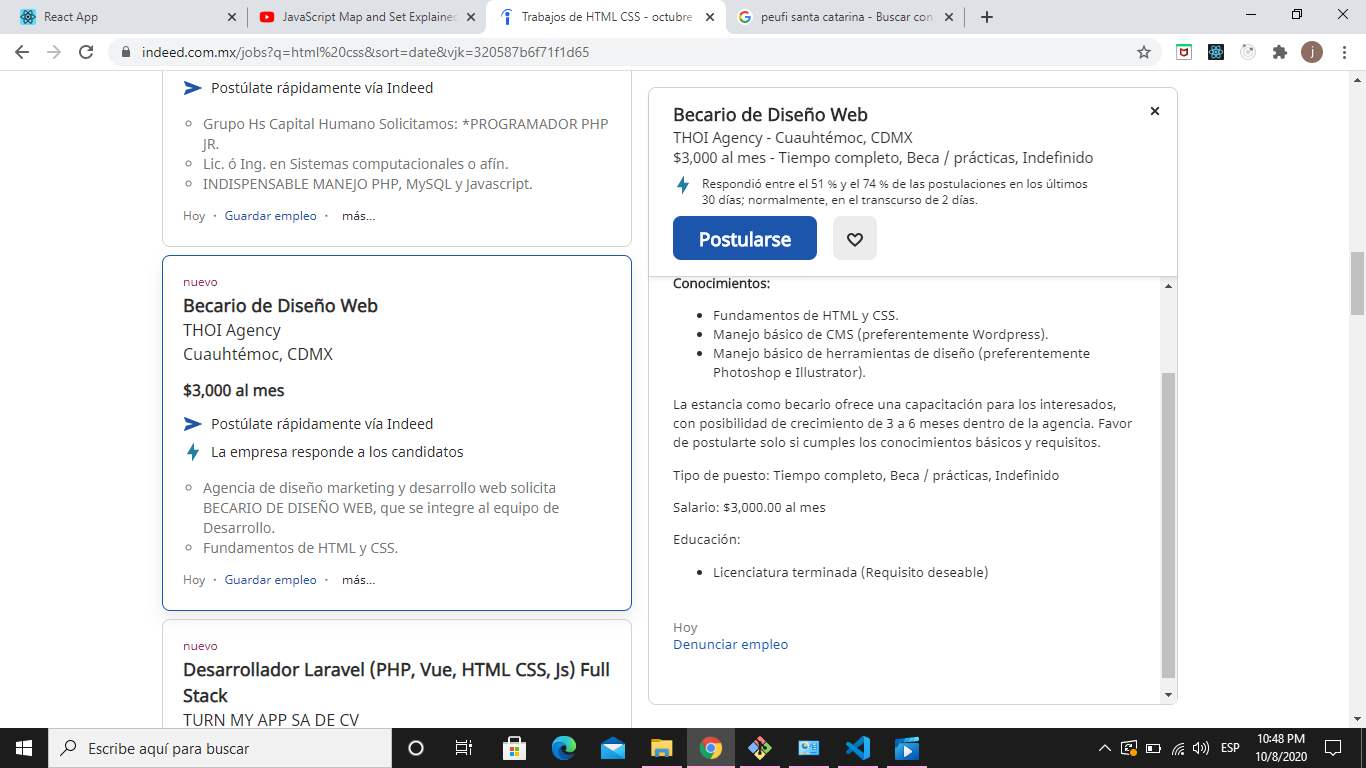 React App
JavaScript Map and Set Explained
Trabajos de HTML CSS - octubre
peufi santa catarina - Buscar con
indeed.com.mx/jobs?q=html%20css&sort=date&vjk=320587b6f71f1d65
j
Postúlate rápidamente vía Indeed
Grupo Hs Capital Humano Solicitamos: *PROGRAMADOR PHP
JR.
Lic. ó Ing. en Sistemas computacionales o afín.
INDISPENSABLE MANEJO PHP, MySQL y Javascript.
Hoy · Guardar empleo · más...
nuevo
Becario de Diseño Web
THOI Agency
Cuauhtémoc, CDMX
$3,000 al mes
Postúlate rápidamente vía Indeed
La empresa responde a los candidatos
Agencia de diseño marketing y desarrollo web solicita
BECARIO DE DISEÑO WEB, que se integre al equipo de
Desarrollo.
Fundamentos de HTML y CSS.
Hoy · Guardar empleo · más...
nuevo
Desarrollador Laravel (PHP, Vue, HTML CSS, Js) Full
Stack
TURN MY APP SA DE CV
Becario de Diseño Web
THOI Agency - Cuauhtémoc, CDMX
$3,000 al mes - Tiempo completo, Beca / prácticas, Indefinido
Respondió entre el 51 % y el 74 % de las postulaciones en los últimos
30 días; normalmente, en el transcurso de 2 días.
Postularse
Conocimientos:
Fundamentos de HTML y CSS.
Manejo básico de CMS (preferentemente Wordpress).
Manejo básico de herramientas de diseño (preferentemente
Photoshop e Illustrator).
La estancia como becario ofrece una capacitación para los interesados,
con posibilidad de crecimiento de 3 a 6 meses dentro de la agencia. Favor
de postularte solo si cumples los conocimientos básicos y requisitos.
Tipo de puesto: Tiempo completo, Beca / prácticas, Indefinido
Salario: $3,000.00 al mes
Educación:
Licenciatura terminada (Requisito deseable)
Hoy
Denunciar empleo
Escribe aquí para buscar
ESP
10:48 PM
10/8/2020